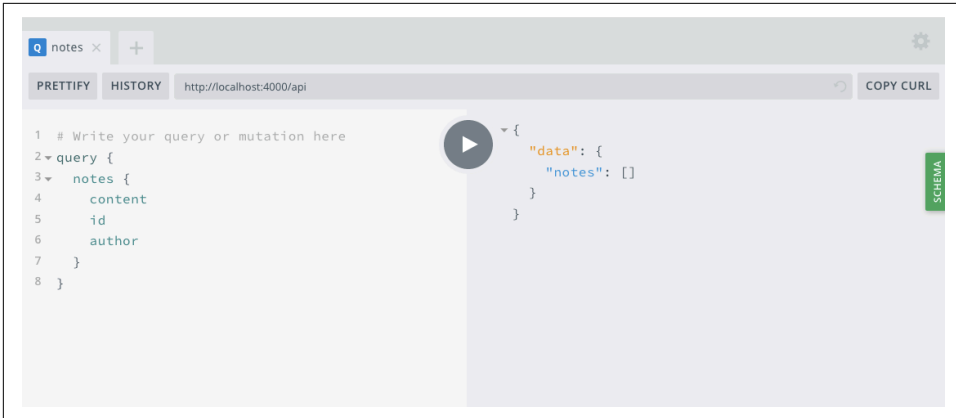 Q notes × +
PRETTIFY HISTORY http://localhost:4000/api COPY CURL
1 # Write your query or mutation here
2 query {
3 notes {
4 content
5 id
6 author
7 }
8 }
{
"data": {
"notes": []
}
}
SCHEMA